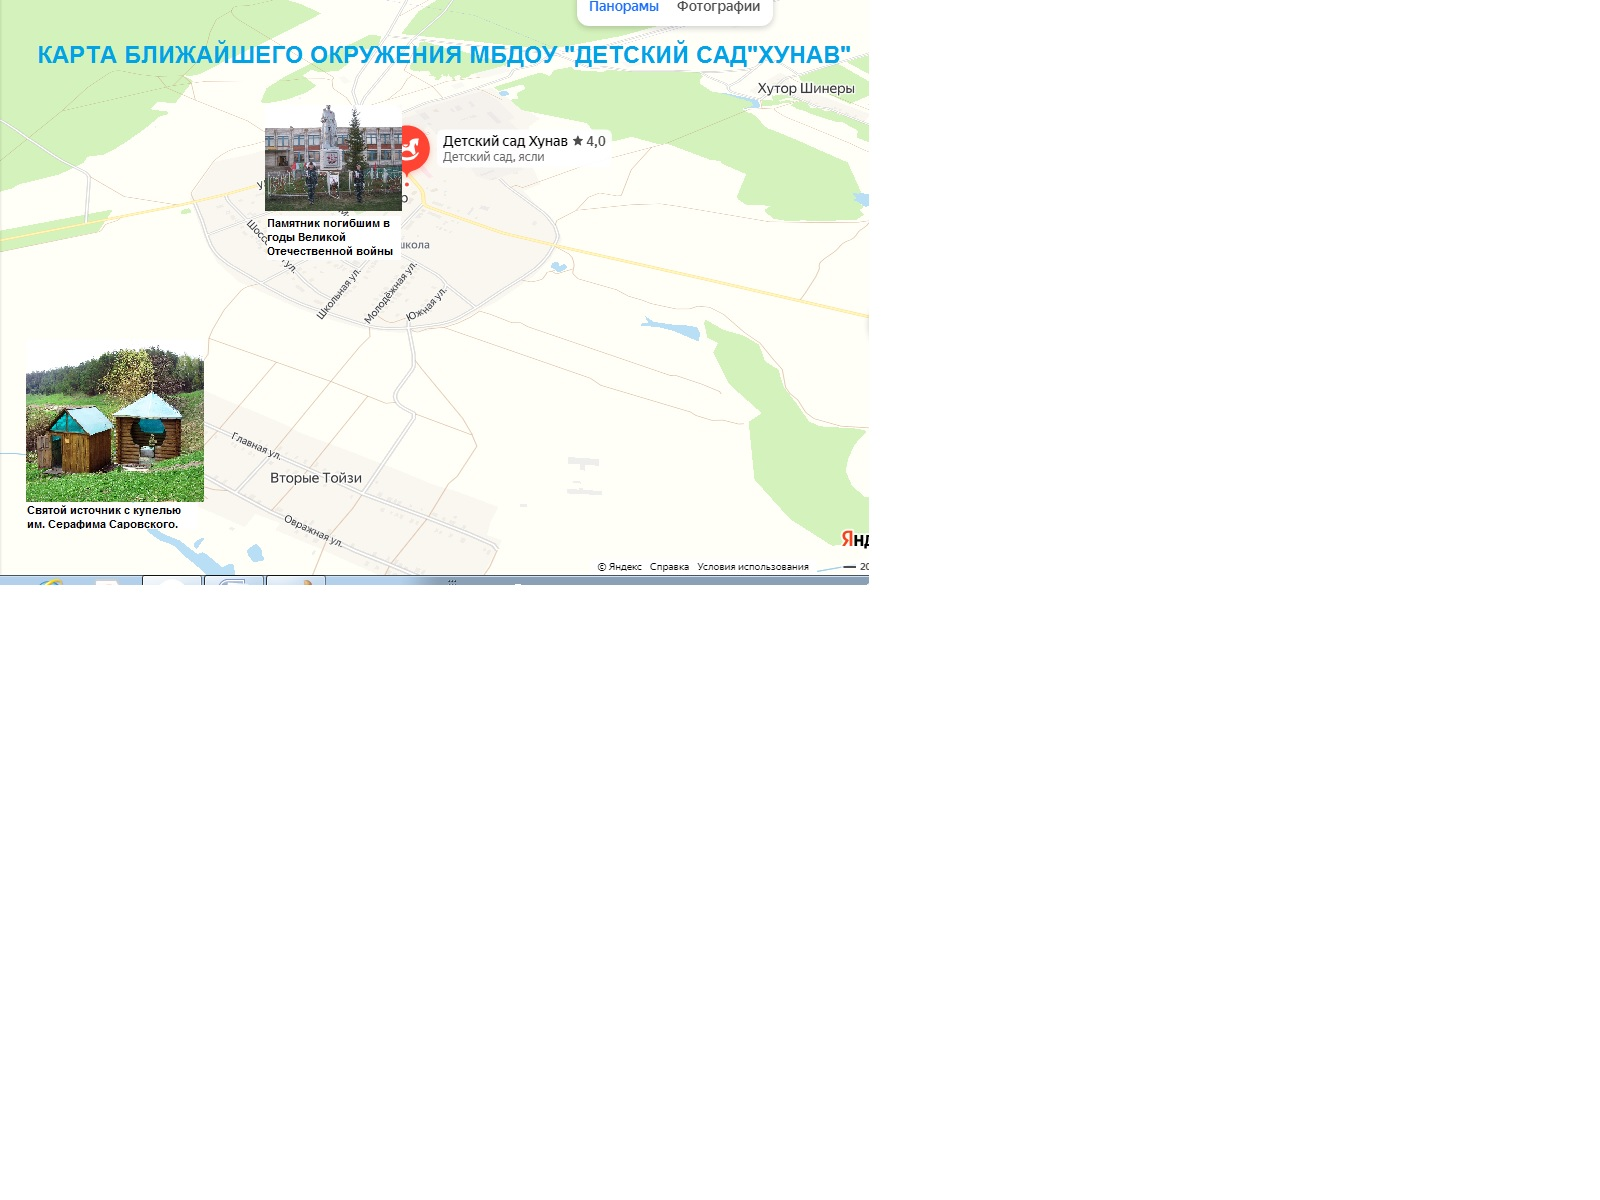 Панорамы Фотографии
КАРТА БЛИЖАЙШЕГО ОКРУЖЕНИЯ МБДОУ "ДЕТСКИЙ САД"ХУНАВ"
Хутор Шинеры
Детский сад Хунав ★ 4,0
Детский сад, ясли
Памятник погибшим в
годы Великой
Отечественной войны
ул.
Школьная ул.
Молодёжная ул.
Южная ул.
Главная ул.
Вторые Тойзи
Святой источник с купелью
им. Серафима Саровского.
Овражная ул.
© Яндекс Справка Условия использования